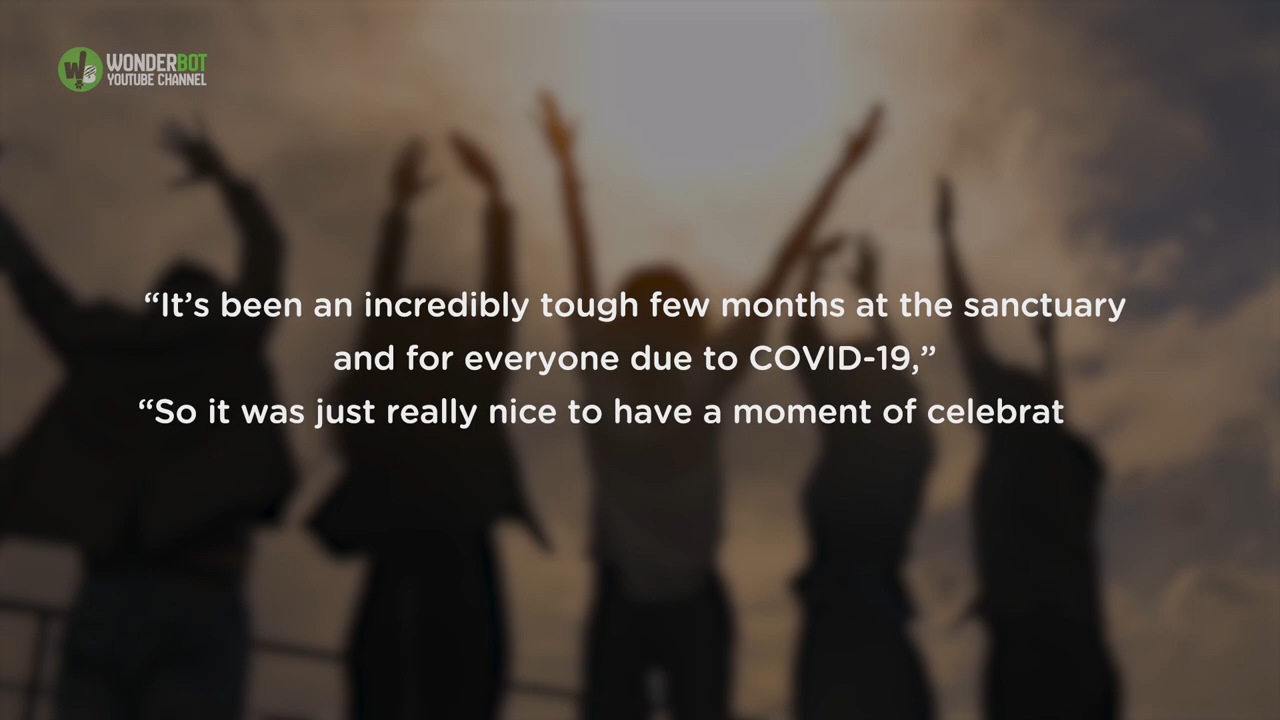 WONDERBOT
YOUTUBE CHANNEL
“It’s been an incredibly tough few months at the sanctuary
and for everyone due to COVID-19,”
“So it was just really nice to have a moment of celebrat